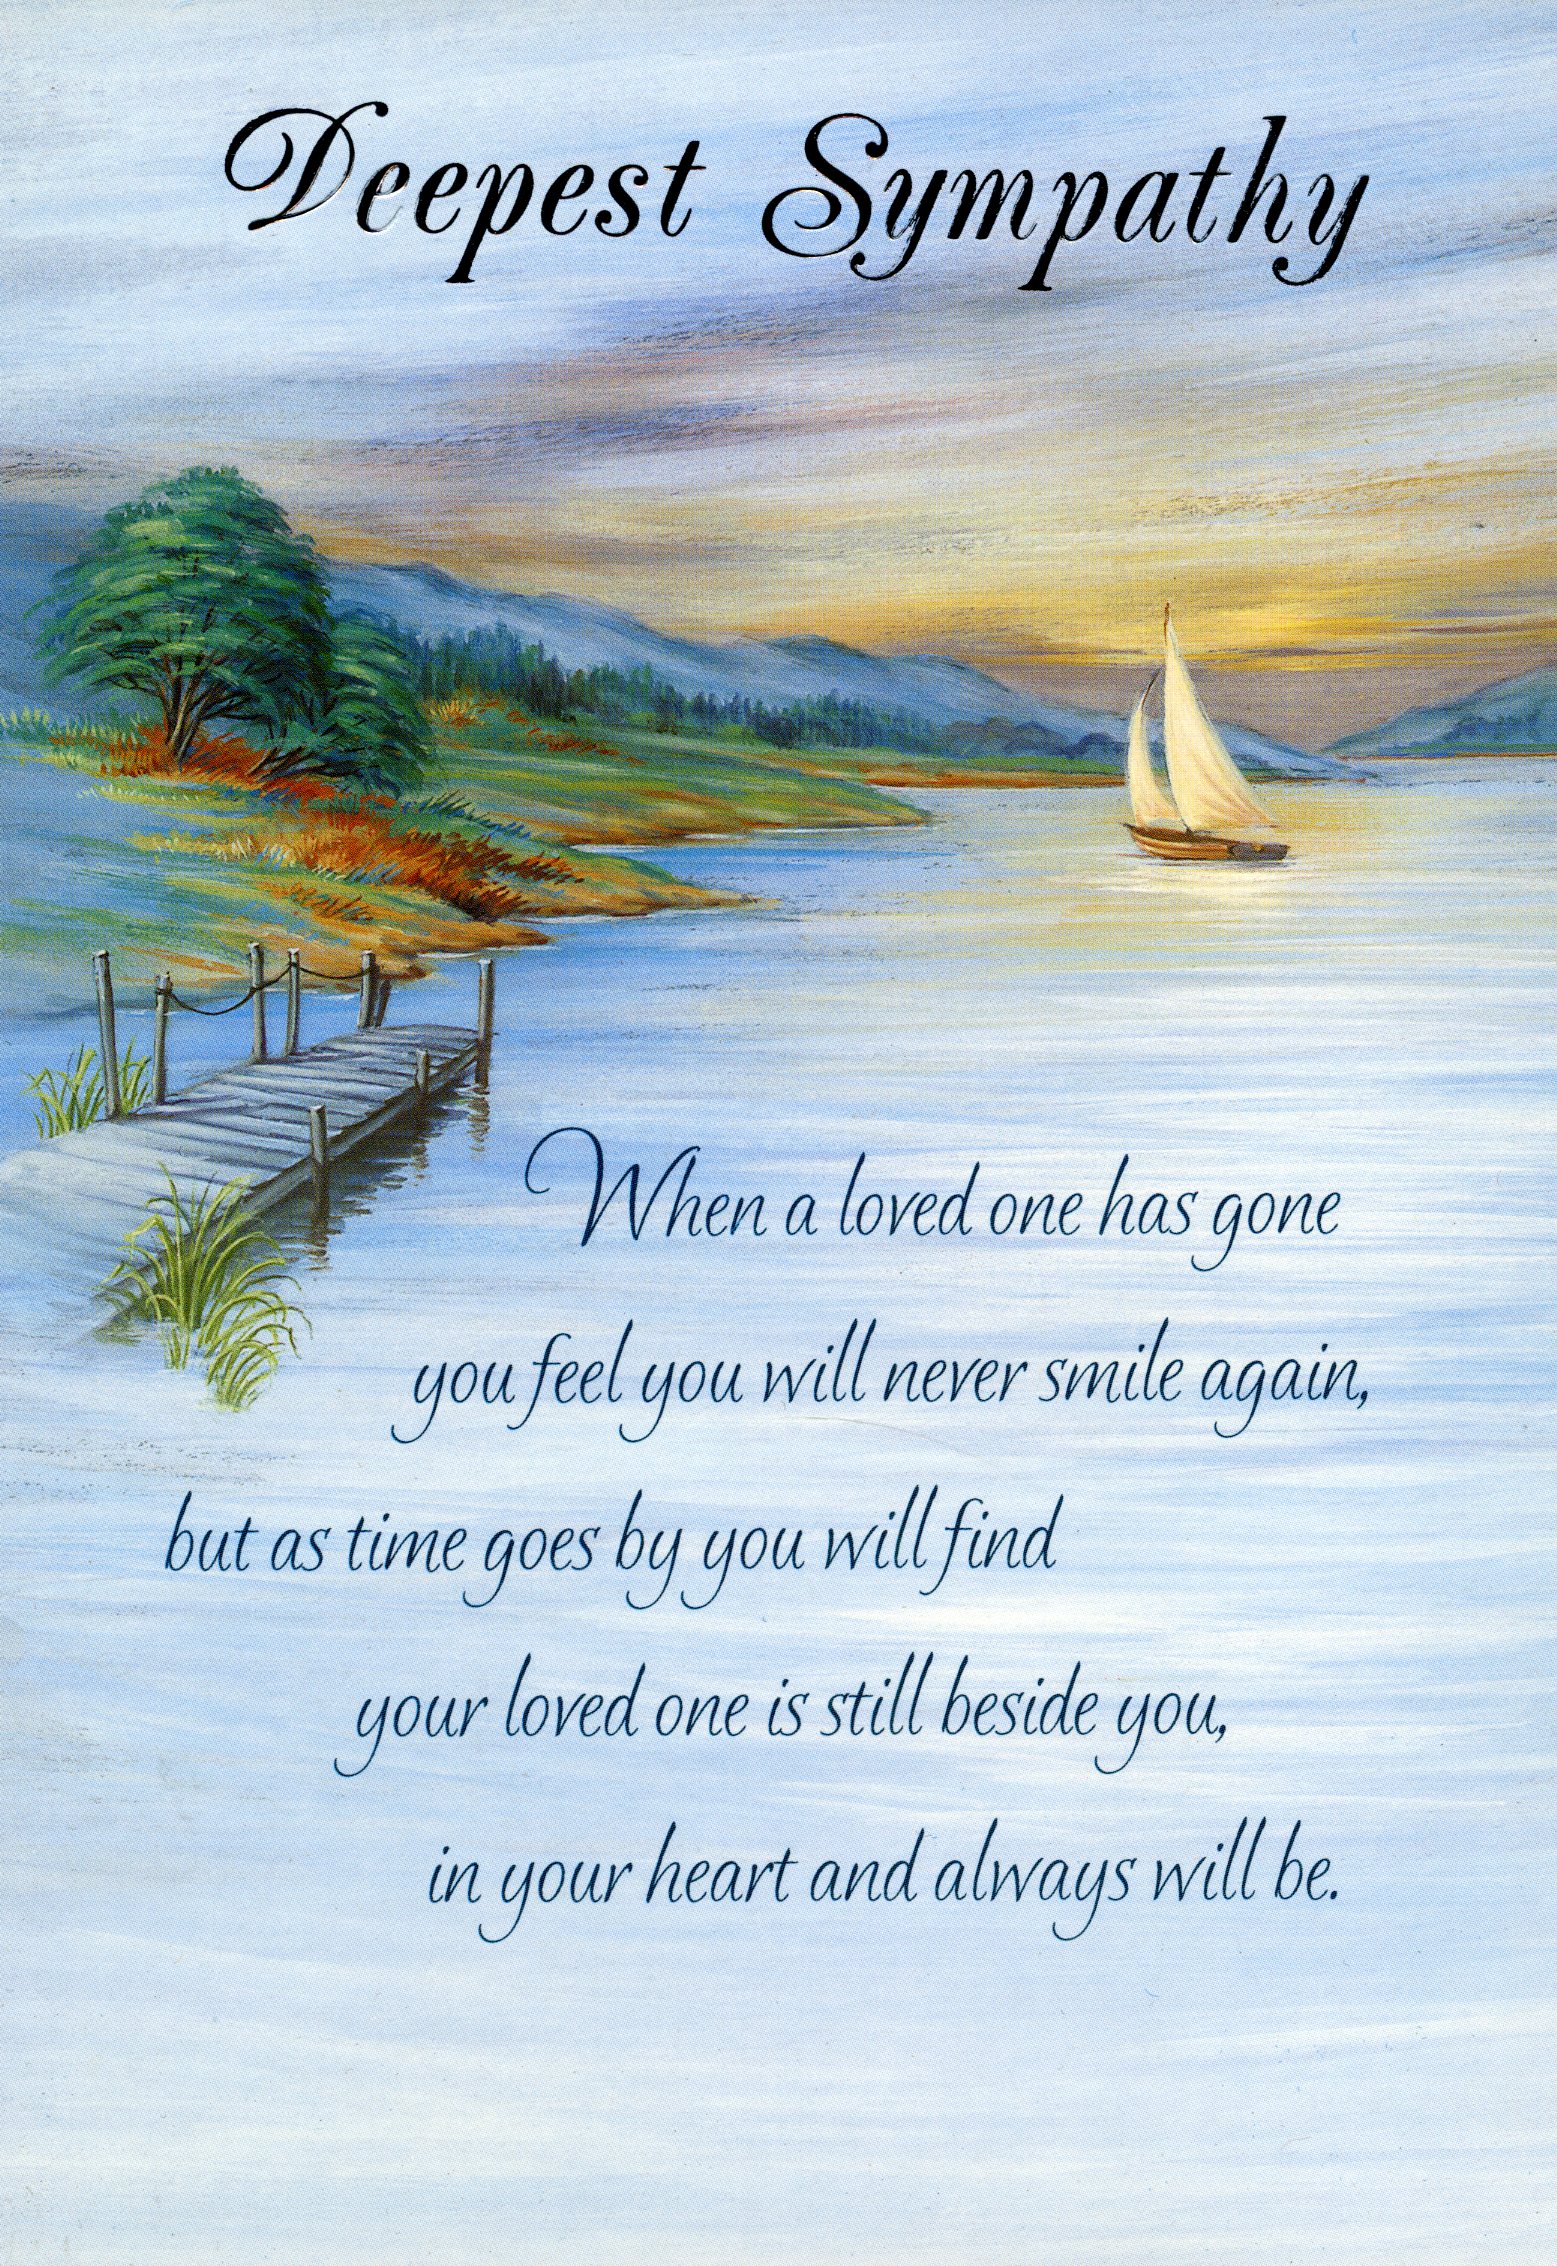 Deepest Sympathy
When a loved one has gone
you feel you will never smile again,
but as time goes by you will find
your loved one is still beside you,
in your heart and always will be.